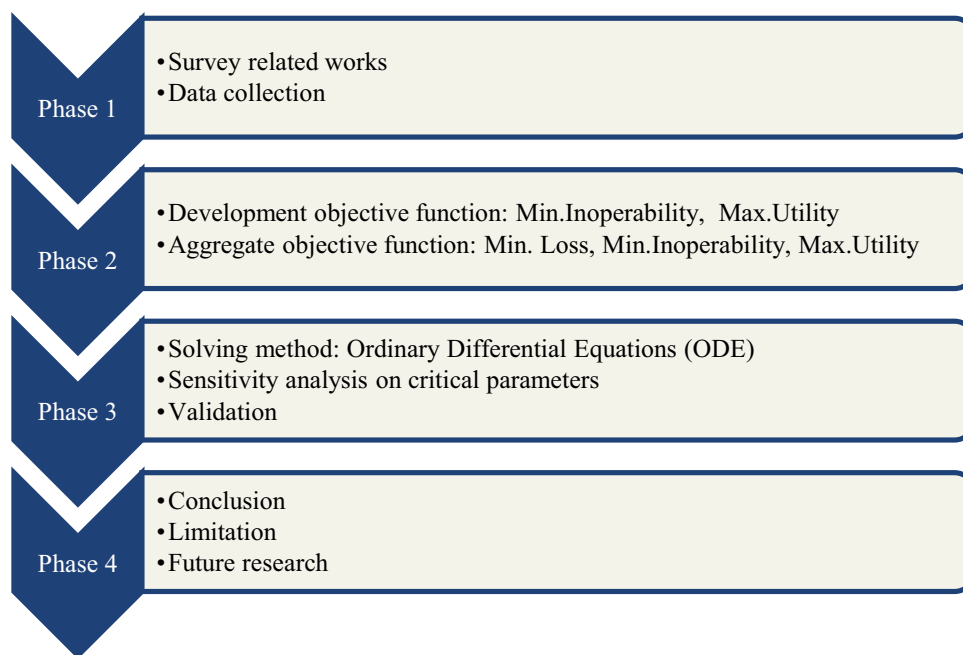 Phase 1
•Survey related works
•Data collection
Phase 2
•Development objective function: Min.Inoperability, Max.Utility
•Aggregate objective function: Min. Loss, Min.Inoperability, Max.Utility
Phase 3
•Solving method: Ordinary Differential Equations (ODE)
•Sensitivity analysis on critical parameters
•Validation
Phase 4
•Conclusion
•Limitation
•Future research